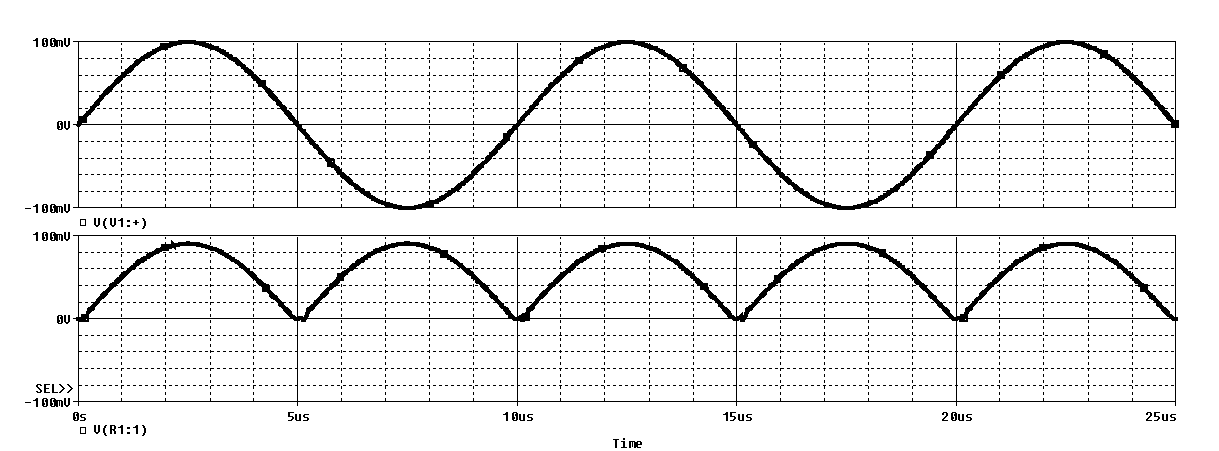 100mV
0V
-100mV
V(V1:+)
100mV
0V
SEL>>
-100mV
0s 5us 10us 15us 20us 25us
V(R1:1)
Time